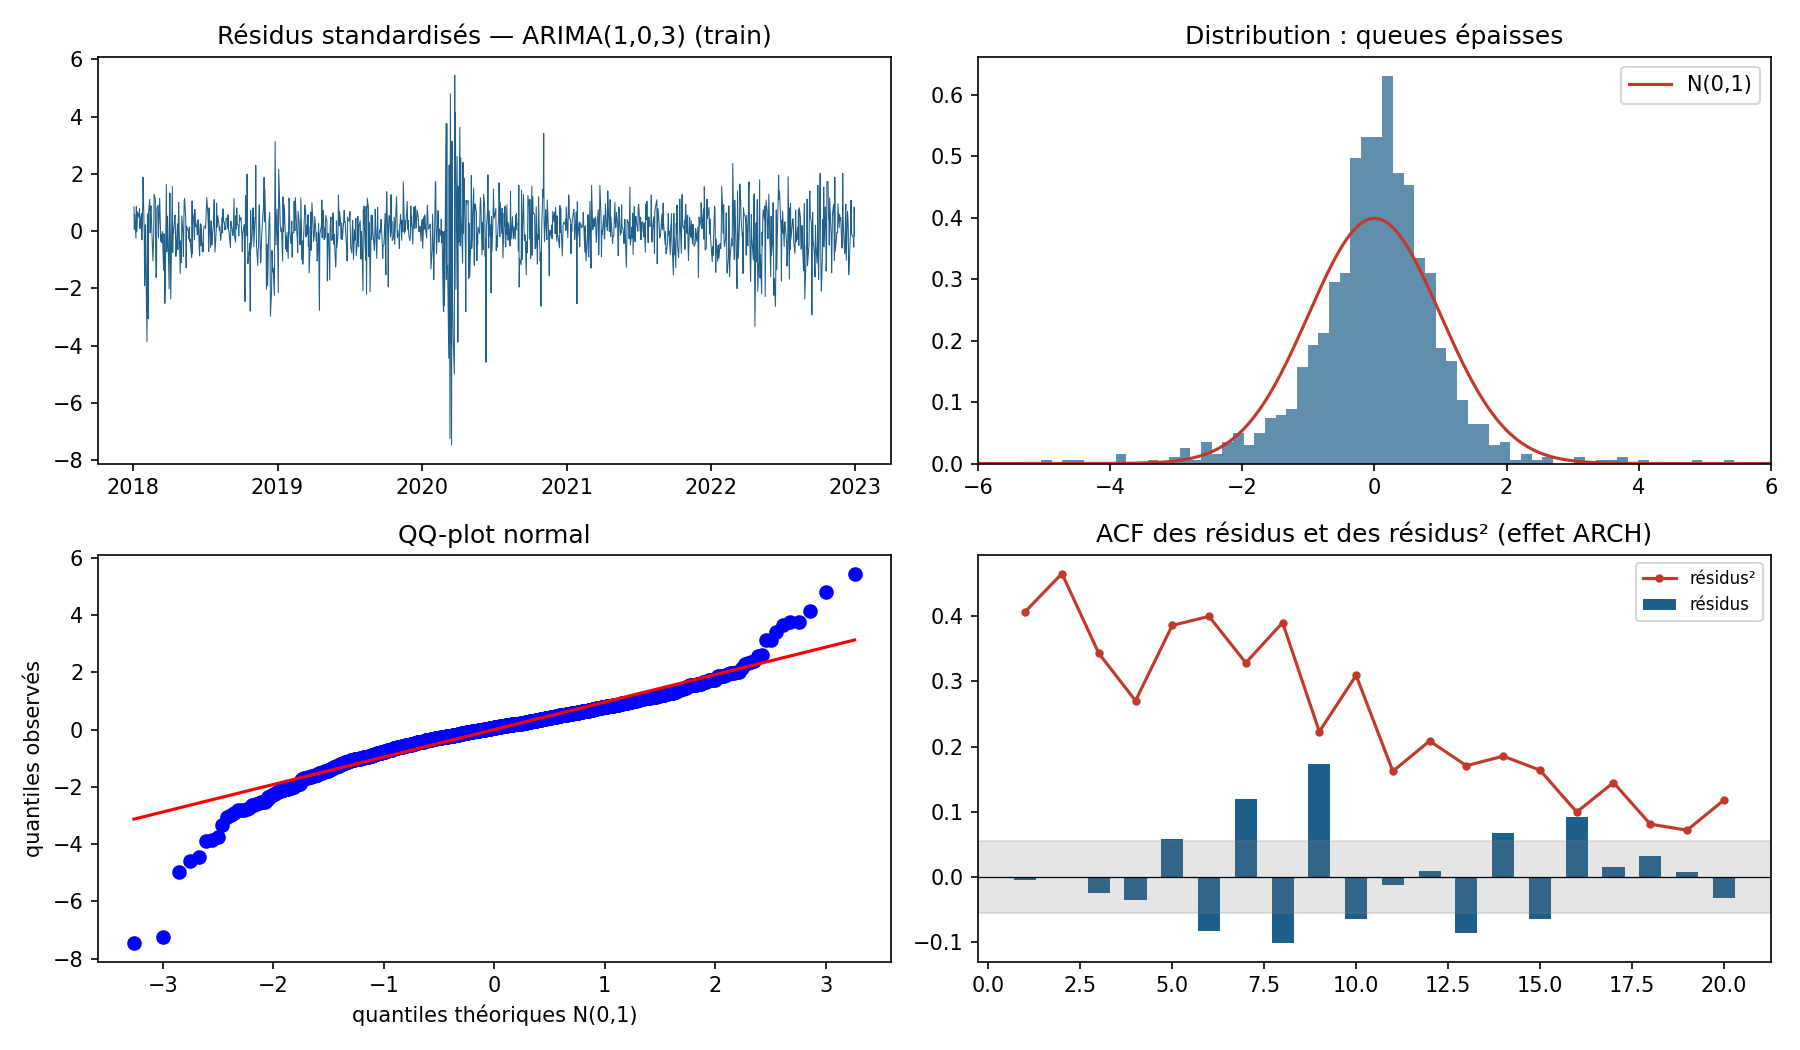 Résidus standardisés — ARIMA(1,0,3) (train)
6
4
2
0
−2
−4
−6
−8
2018 2019 2020 2021 2022 2023
Distribution : queues épaisses
N(0,1)
0.6
0.5
0.4
0.3
0.2
0.1
0.0
−6 −4 −2 0 2 4 6
QQ-plot normal
quantiles observés
6
4
2
0
−2
−4
−6
−8
−3 −2 −1 0 1 2 3
quantiles théoriques N(0,1)
ACF des résidus et des résidus² (effet ARCH)
résidus²
résidus
0.4
0.3
0.2
0.1
0.0
−0.1
0.0 2.5 5.0 7.5 10.0 12.5 15.0 17.5 20.0